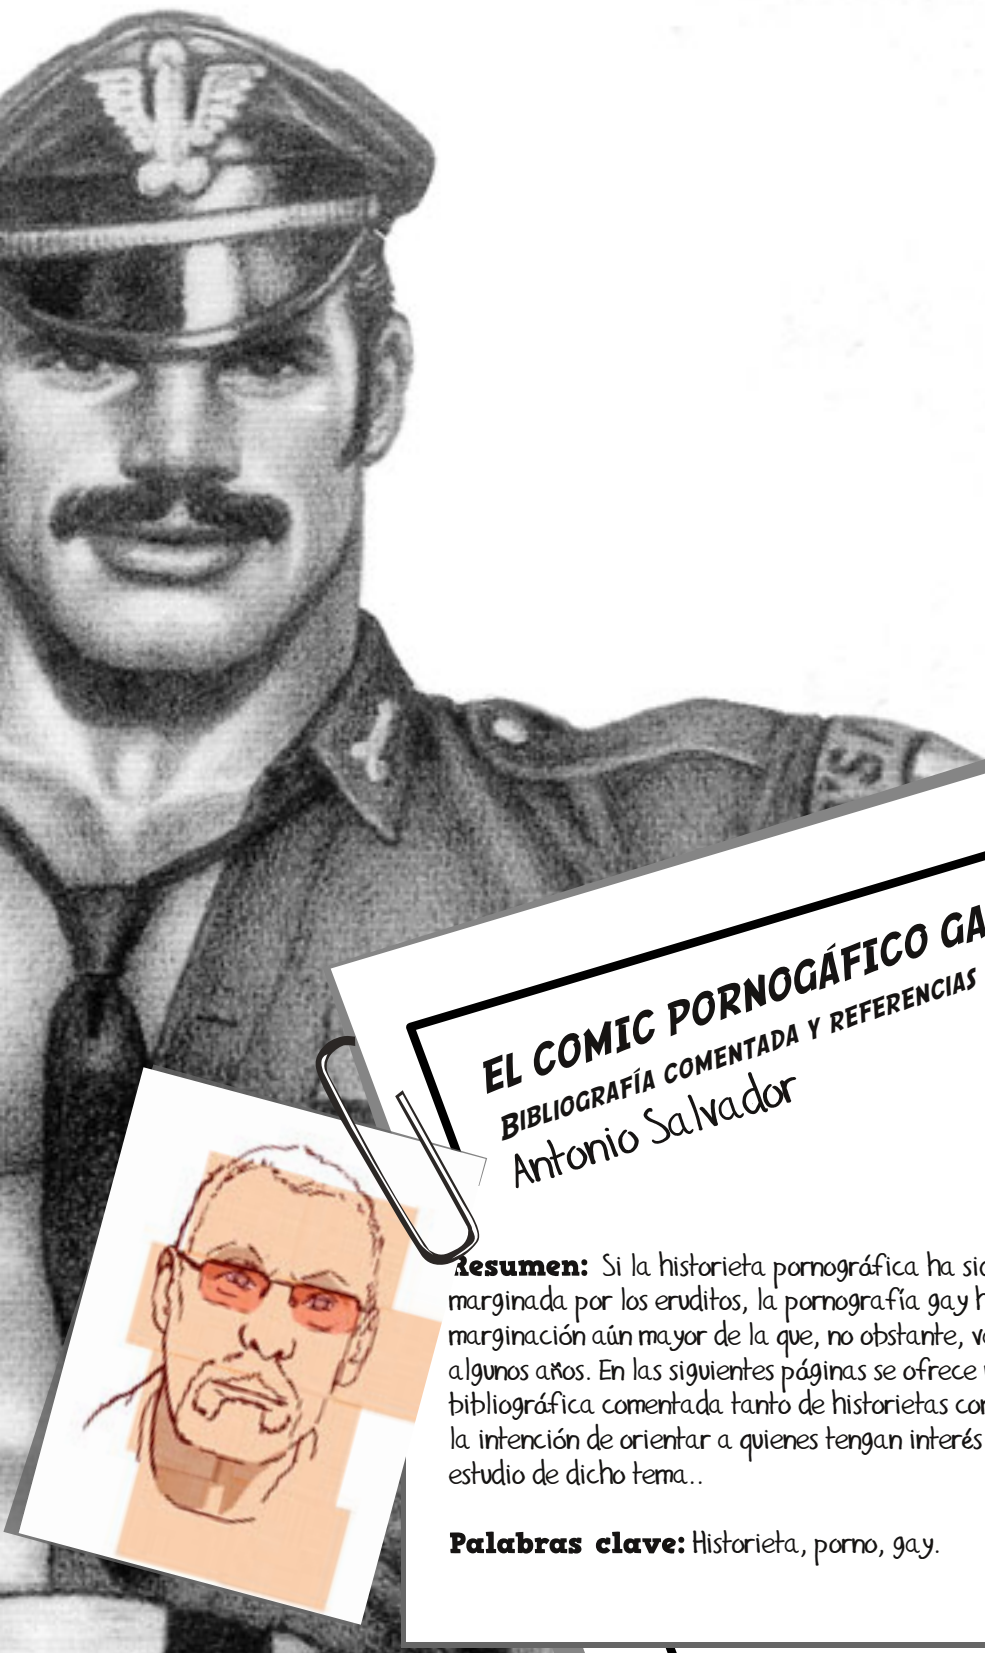 EL COMIC PORNOGÁFICO GA
BIBLIOGRAFÍA COMENTADA Y REFERENCIAS
Antonio Salvador
Resumen: Si la historieta pornográfica ha sid
marginada por los eruditos, la pornografía gay h
marginación aún mayor de la que, no obstante, v
algunos años. En las siguientes páginas se ofrece
bibliográfica comentada tanto de historietas con
la intención de orientar a quienes tengan interés
estudio de dicho tema..
Palabras clave: Historieta, porno, gay.